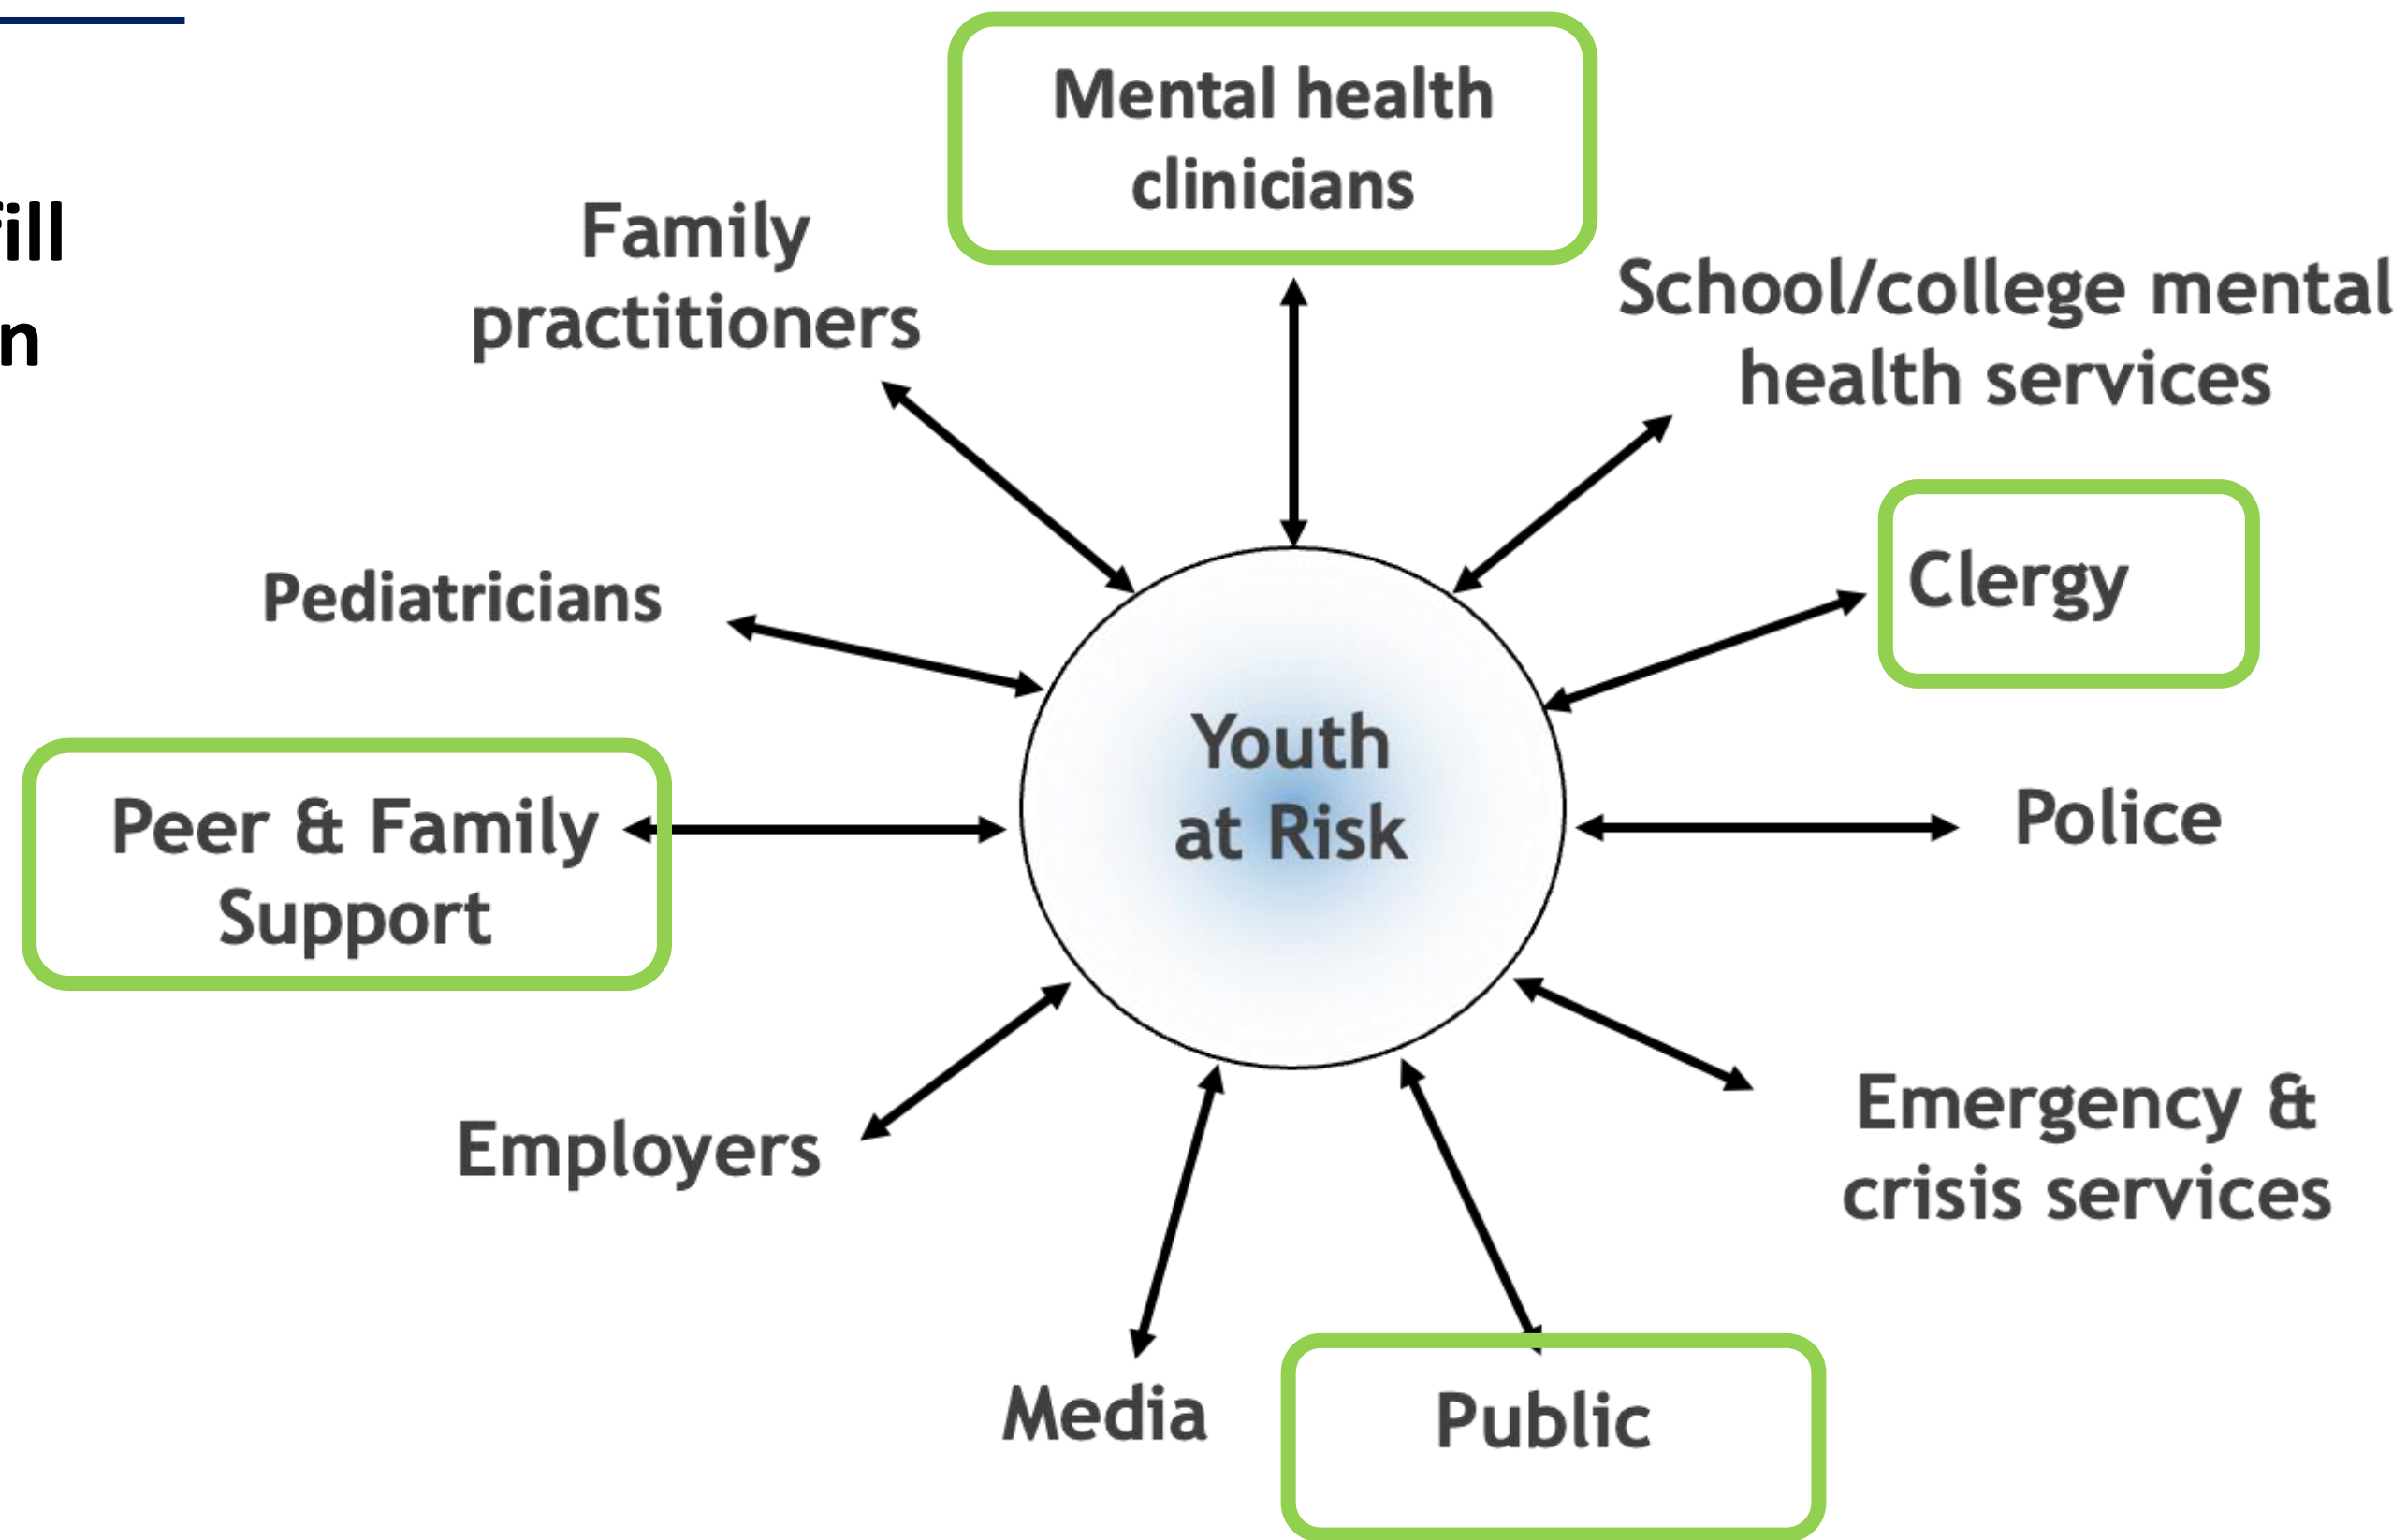 ill
n
Mental health
clinicians
Family
practitioners
School/college mental
health services
Pediatricians
Clergy
Youth
at Risk
Peer & Family
Support
Police
Employers
Emergency &
crisis services
Media
Public